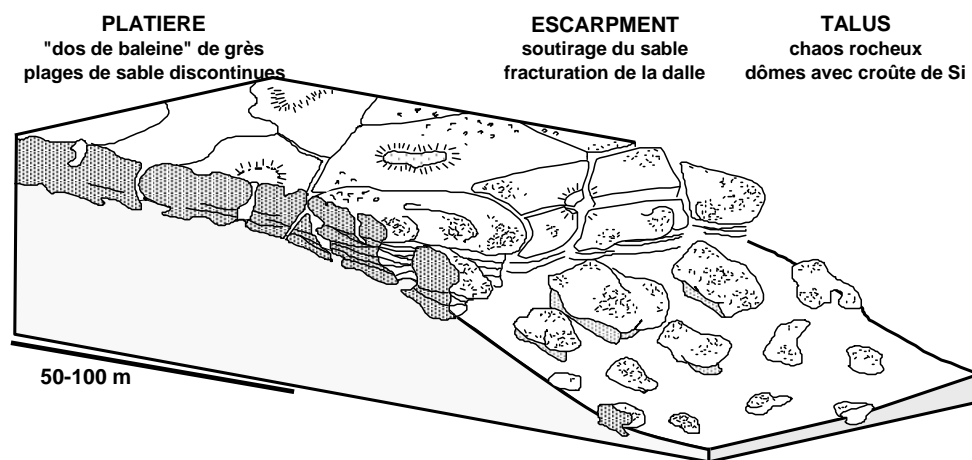 PLATIERE
"dos de baleine" de grès
plages de sable discontinues
ESCARPMENT
soutirage du sable
fracturation de la dalle
TALUS
chaos rocheux
dômes avec croûte de Si
50-100 m